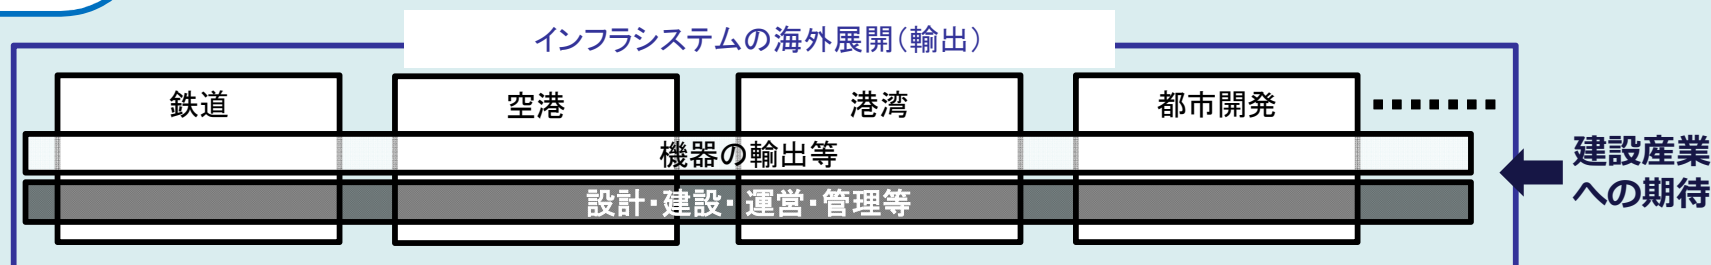 インフラシステムの海外展開(輸出)
鉄道
空港
港湾
都市開発
機器の輸出等
設計・建設・運営・管理等
建設産業
への期待